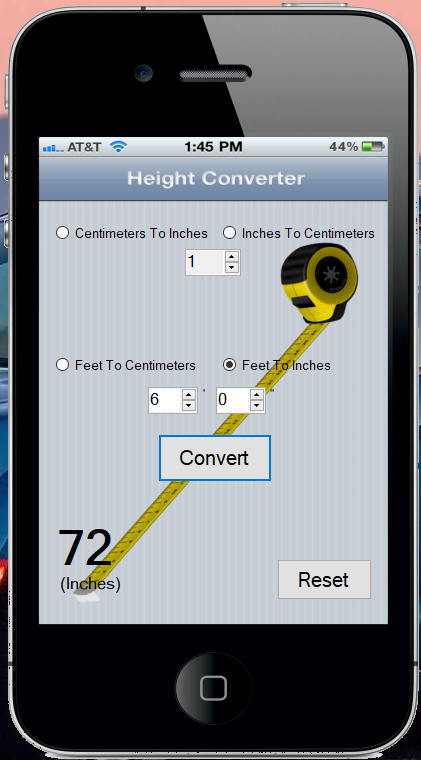 AT&T 1:45 PM 44%
Height Converter
Centimeters To Inches Inches To Centimeters
1
Feet To Centimeters Feet To Inches
6 ' 0 "
Convert
72
(Inches)
Reset